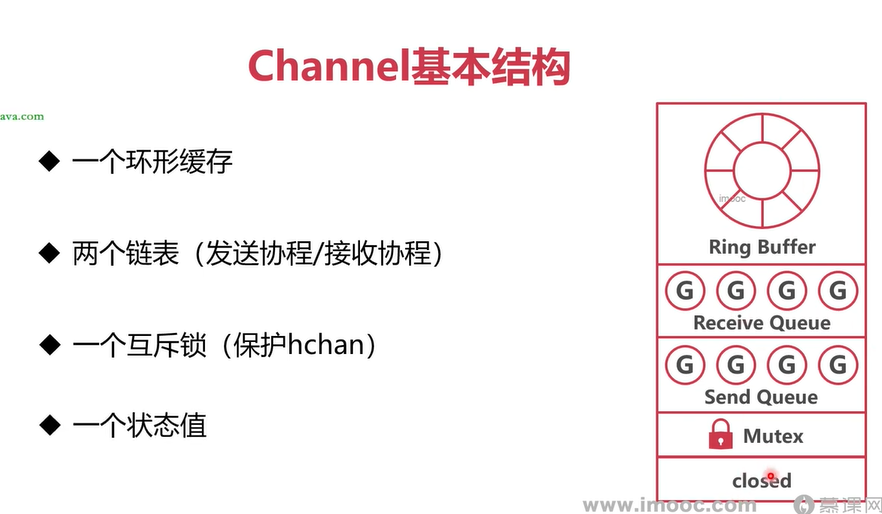 Channel基本结构
ava.com
◆ 一个环形缓存
◆ 两个链表（发送协程/接收协程）
◆ 一个互斥锁（保护hchan）
◆ 一个状态值
imooc
Ring Buffer
G G G G
Receive Queue
G G G G
Send Queue
Mutex
closed
www.imooc.com
慕课网